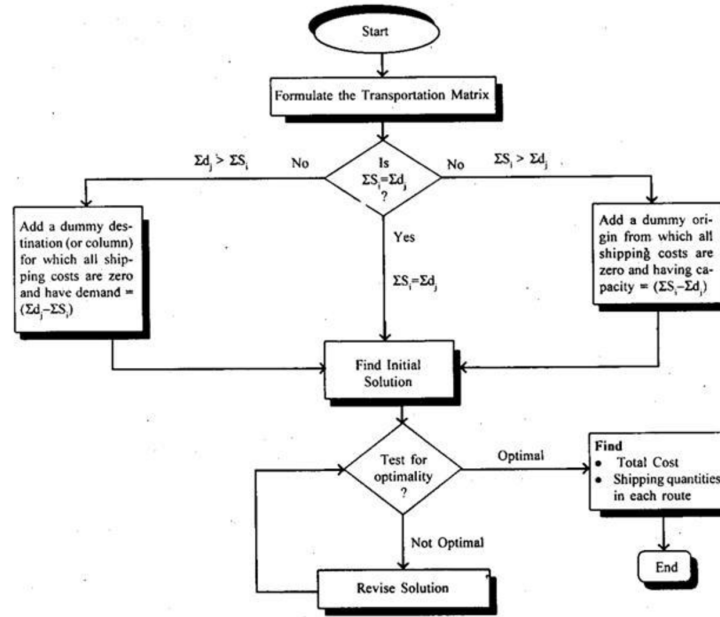 Start
Formulate the Transportation Matrix
Σdj > ΣSi
No
Is
ΣSi=Σdj
?
No
ΣSi > Σdj
Add a dummy des-
tination (or column)
for which all ship-
ping costs are zero
and have demand =
(Σdj–ΣSi)
Yes
ΣSi=Σdj
Add a dummy ori-
gin from which all
shipping costs are
zero and having ca-
pacity = (ΣSi–Σdj)
Find Initial
Solution
Test for
optimality
?
Optimal
Find
• Total Cost
• Shipping quantities
in each route
Not Optimal
End
Revise Solution